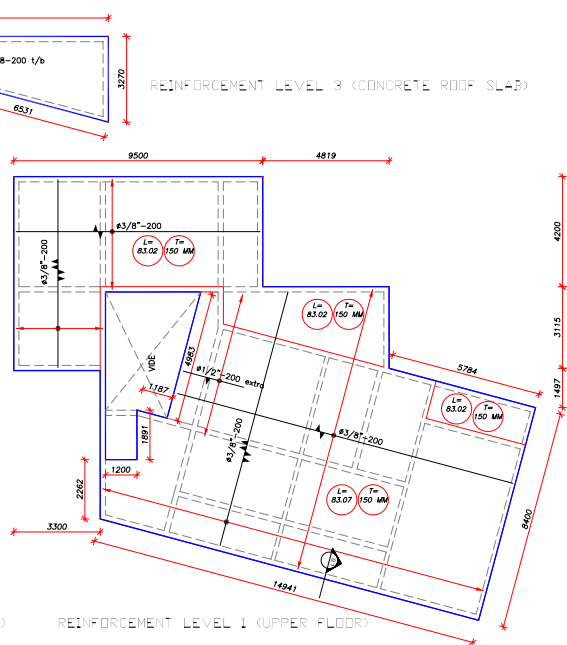 8-200 t/b
3270
6531
REINFORCEMENT LEVEL 3 (CONCRETE ROOF SLAB)
9500
4819
4200
ø3/8"-200
L=
83.02
T=
150 MM
ø3/8"-200
L=
83.02
T=
150 MM
3115
4983
VIDE
ø1/2"-200 extra
1187
5784
1497
L=
83.02
T=
150 MM
1891
ø3/8"-200
ø3/8"-200
1200
2262
L=
83.07
T=
150 MM
8400
3300
14941
)
REINFORCEMENT LEVEL 1 (UPPER FLOOR)